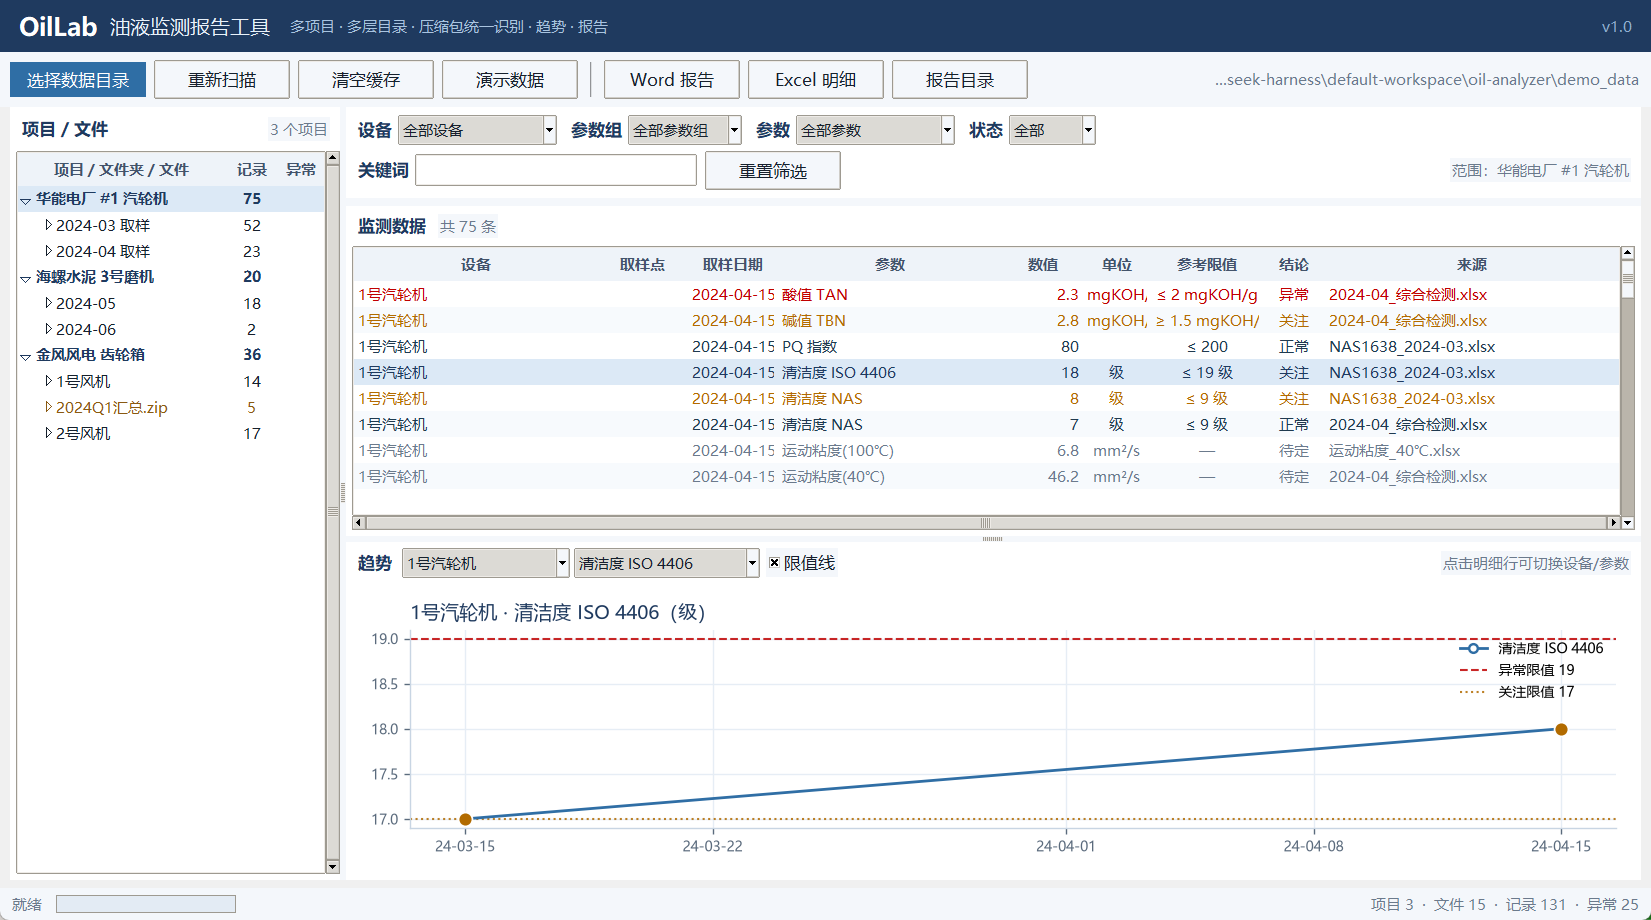 OilLab 油液监测报告工具 多项目 · 多层目录 · 压缩包统一识别 · 趋势 · 报告 v1.0
选择数据目录 重新扫描 清空缓存 演示数据 Word 报告 Excel 明细 报告目录 ...seek-harness\default-workspace\oil-analyzer\demo_data
项目 / 文件 3 个项目
项目 / 文件夹 / 文件 记录 异常
华能电厂 #1 汽轮机 75
2024-03 取样 52
2024-04 取样 23
海螺水泥 3号磨机 20
2024-05 18
2024-06 2
金风风电 齿轮箱 36
1号风机 14
2024Q1汇总.zip 5
2号风机 17
设备 全部设备 参数组 全部参数组 参数 全部参数 状态 全部
关键词 重置筛选 范围: 华能电厂 #1 汽轮机
监测数据 共 75 条
设备 取样点 取样日期 参数 数值 单位 参考限值 结论 来源
1号汽轮机 2024-04-15 酸值 TAN 2.3 mgKOH, ≤ 2 mgKOH/g 异常 2024-04_综合检测.xlsx
1号汽轮机 2024-04-15 碱值 TBN 2.8 mgKOH, ≥ 1.5 mgKOH/ 关注 2024-04_综合检测.xlsx
1号汽轮机 2024-04-15 PQ 指数 80 ≤ 200 正常 NAS1638_2024-03.xlsx
1号汽轮机 2024-04-15 清洁度 ISO 4406 18 级 ≤ 19 级 关注 NAS1638_2024-03.xlsx
1号汽轮机 2024-04-15 清洁度 NAS 8 级 ≤ 9 级 关注 NAS1638_2024-03.xlsx
1号汽轮机 2024-04-15 清洁度 NAS 7 级 ≤ 9 级 正常 2024-04_综合检测.xlsx
1号汽轮机 2024-04-15 运动粘度(100℃) 6.8 mm²/s — 待定 运动粘度_40℃.xlsx
1号汽轮机 2024-04-15 运动粘度(40℃) 46.2 mm²/s — 待定 2024-04_综合检测.xlsx
趋势 1号汽轮机 清洁度 ISO 4406 限值线 点击明细行可切换设备/参数
1号汽轮机 · 清洁度 ISO 4406（级）
19.0
18.5
18.0
17.5
17.0
清洁度 ISO 4406
异常限值 19
关注限值 17
24-03-15 24-03-22 24-04-01 24-04-08 24-04-15
就绪 项目 3 · 文件 15 · 记录 131 · 异常 25